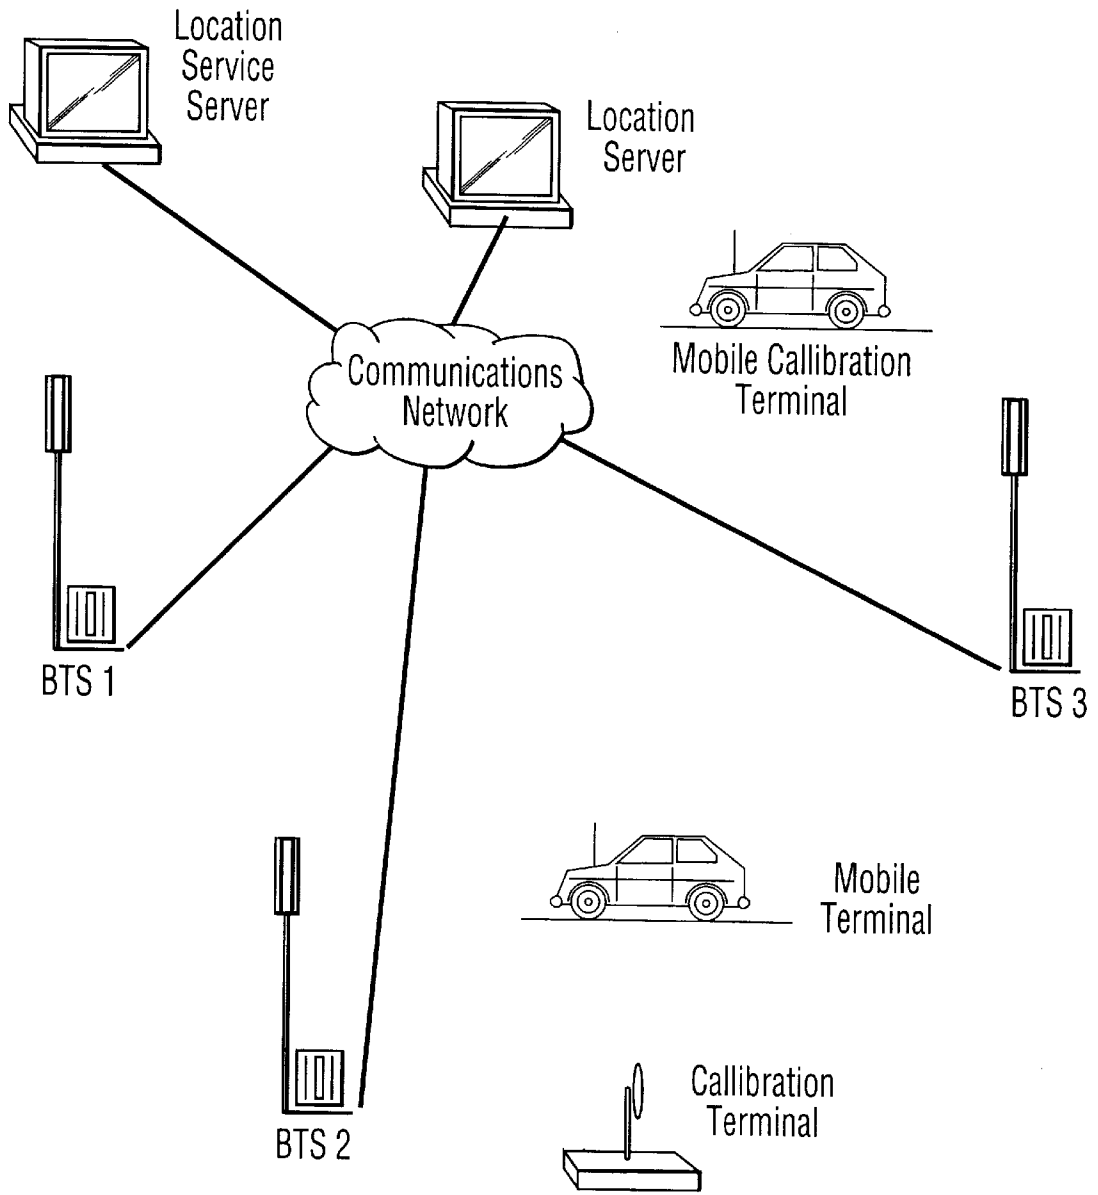 Location
Service
Server
Location
Server
Mobile Callibration
Terminal
Communications
Network
BTS 1
BTS 3
Mobile
Terminal
Callibration
Terminal
BTS 2